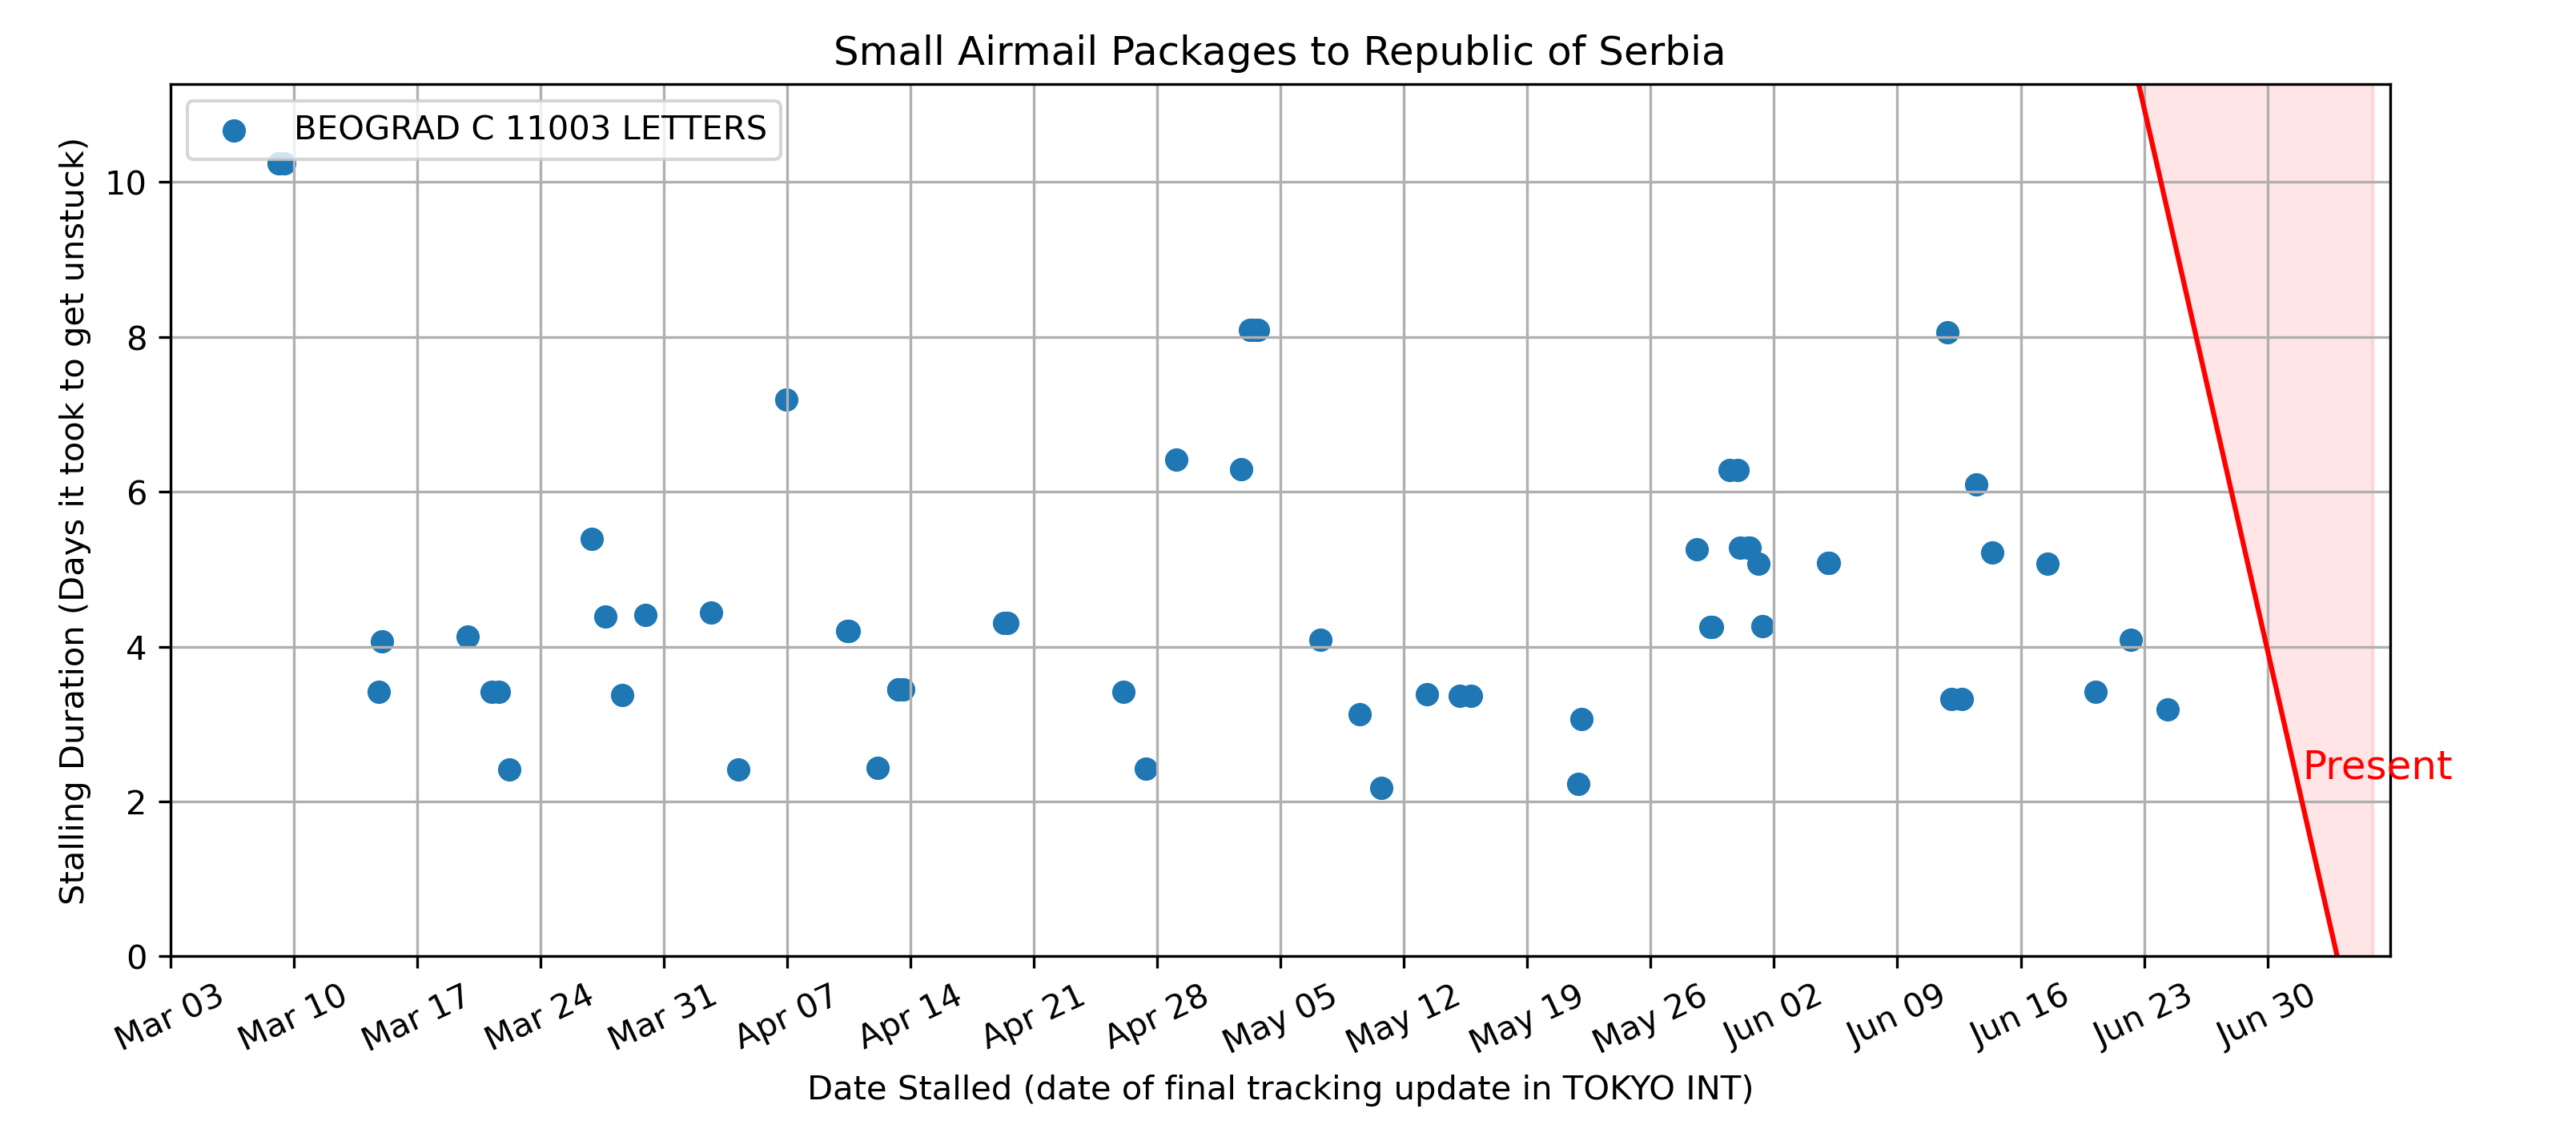 Small Airmail Packages to Republic of Serbia
BEOGRAD C 11003 LETTERS
Stalling Duration (Days it took to get unstuck)
10
8
6
4
2
0
Present
Mar 03
Mar 10
Mar 17
Mar 24
Mar 31
Apr 07
Apr 14
Apr 21
Apr 28
May 05
May 12
May 19
May 26
Jun 02
Jun 09
Jun 16
Jun 23
Jun 30
Date Stalled (date of final tracking update in TOKYO INT)